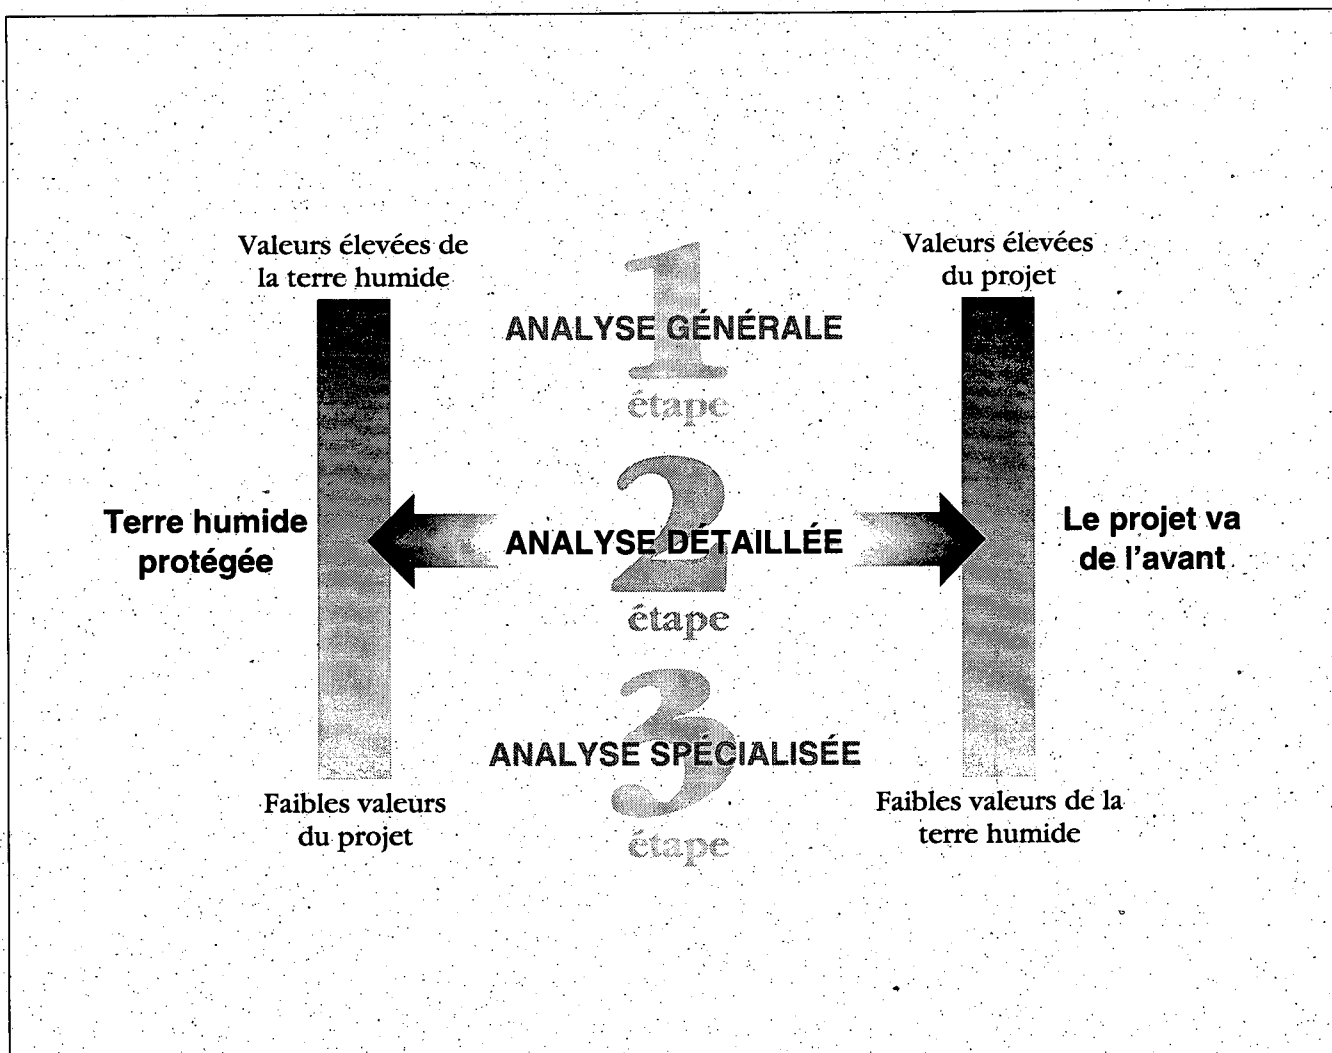 Valeurs élevées de
la terre humide
Valeurs élevées
du projet
1
ANALYSE GÉNÉRALE
étape
Terre humide
protégée
2
ANALYSE DÉTAILLÉE
étape
Le projet va
de l'avant
3
ANALYSE SPÉCIALISÉE
étape
Faibles valeurs
du projet
Faibles valeurs de la
terre humide